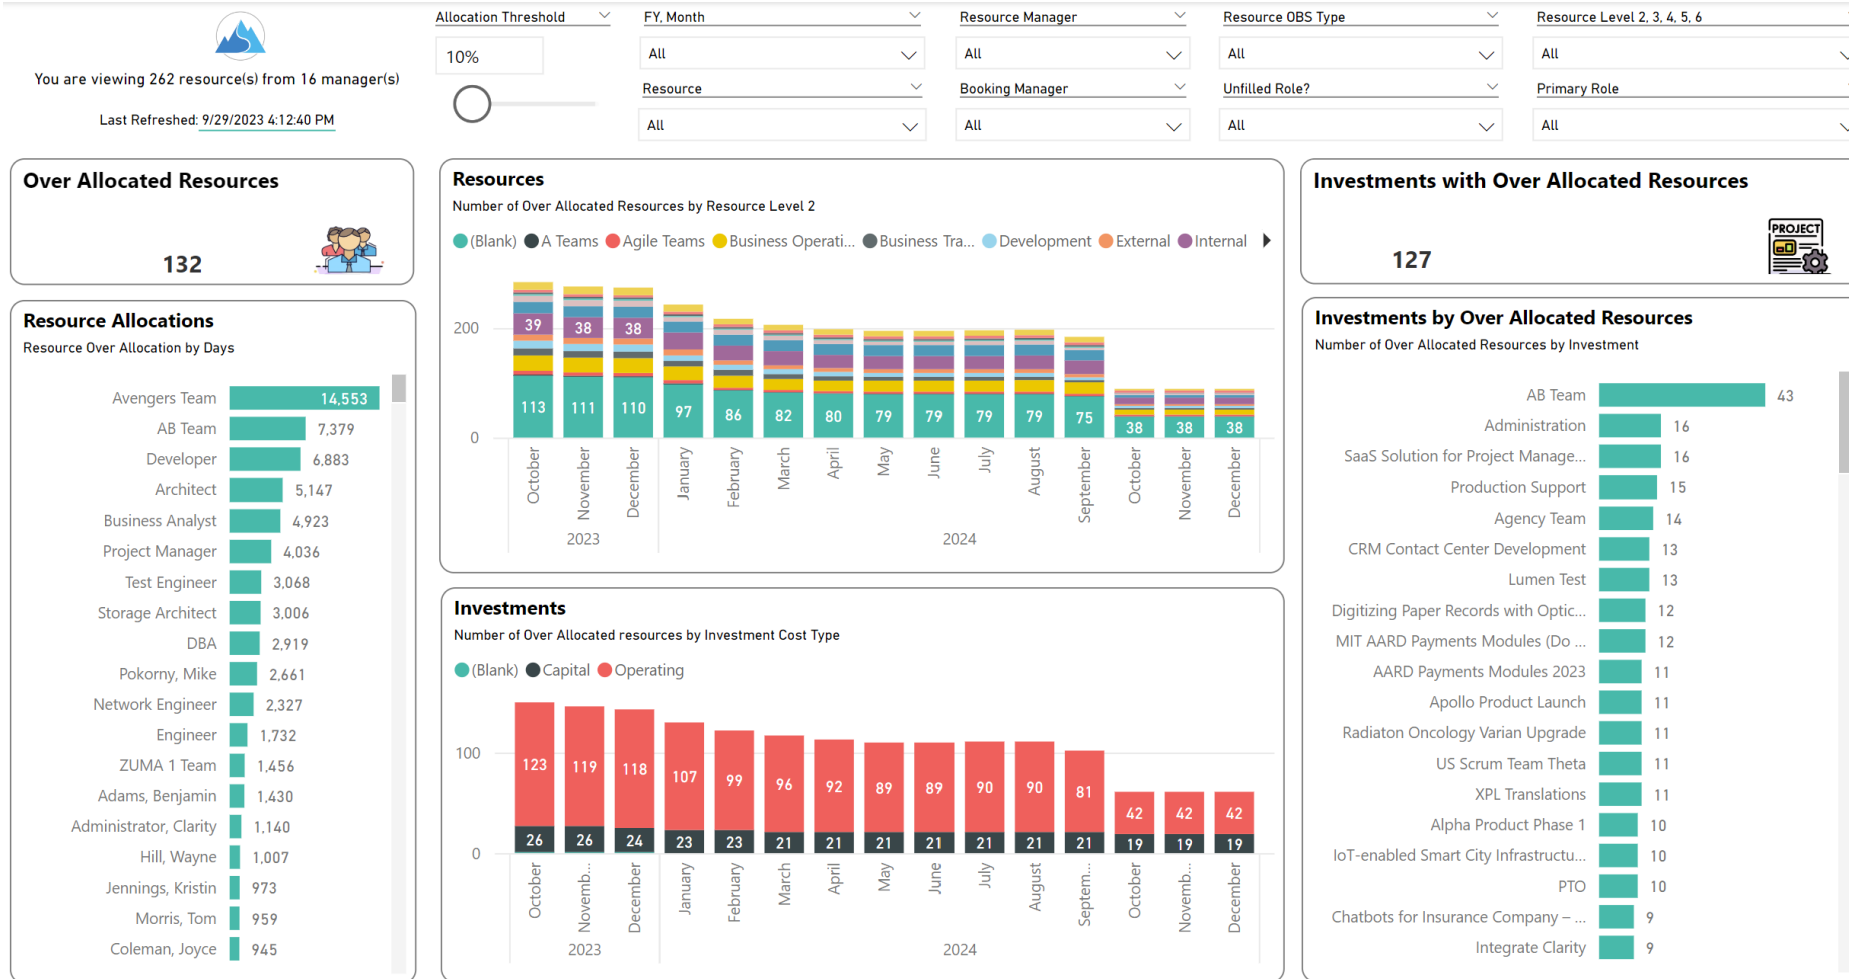 You are viewing 262 resource(s) from 16 manager(s)
Last Refreshed: 9/29/2023 4:12:40 PM
Allocation Threshold
10%
FY, Month
All
Resource Manager
All
Resource OBS Type
All
Resource Level 2, 3, 4, 5, 6
All
Resource
All
Booking Manager
All
Unfilled Role?
All
Primary Role
All
Over Allocated Resources
132
Resource Allocations
Resource Over Allocation by Days
Avengers Team 14,553
AB Team 7,379
Developer 6,883
Architect 5,147
Business Analyst 4,923
Project Manager 4,036
Test Engineer 3,068
Storage Architect 3,006
DBA 2,919
Pokorny, Mike 2,661
Network Engineer 2,327
Engineer 1,732
ZUMA 1 Team 1,456
Adams, Benjamin 1,430
Administrator, Clarity 1,140
Hill, Wayne 1,007
Jennings, Kristin 973
Morris, Tom 959
Coleman, Joyce 945
Resources
Number of Over Allocated Resources by Resource Level 2
(Blank) A Teams Agile Teams Business Operati... Business Tra... Development External Internal
200
39 38 38
113 111 110 97 86 82 80 79 79 79 79 75 38 38 38
0
October November December January February March April May June July August September October November December
2023 2024
Investments
Number of Over Allocated resources by Investment Cost Type
(Blank) Capital Operating
100
123 119 118 107 99 96 92 89 89 90 90 81 42 42 42
26 26 24 23 23 21 21 21 21 21 21 21 19 19 19
0
October Novemb... December January February March April May June July August Septem... October Novemb... December
2023 2024
Investments with Over Allocated Resources
127
PROJECT
Investments by Over Allocated Resources
Number of Over Allocated Resources by Investment
AB Team 43
Administration 16
SaaS Solution for Project Manage... 16
Production Support 15
Agency Team 14
CRM Contact Center Development 13
Lumen Test 13
Digitizing Paper Records with Optic... 12
MIT AARD Payments Modules (Do ... 12
AARD Payments Modules 2023 11
Apollo Product Launch 11
Radiaton Oncology Varian Upgrade 11
US Scrum Team Theta 11
XPL Translations 11
Alpha Product Phase 1 10
IoT-enabled Smart City Infrastructu... 10
PTO 10
Chatbots for Insurance Company – ... 9
Integrate Clarity 9